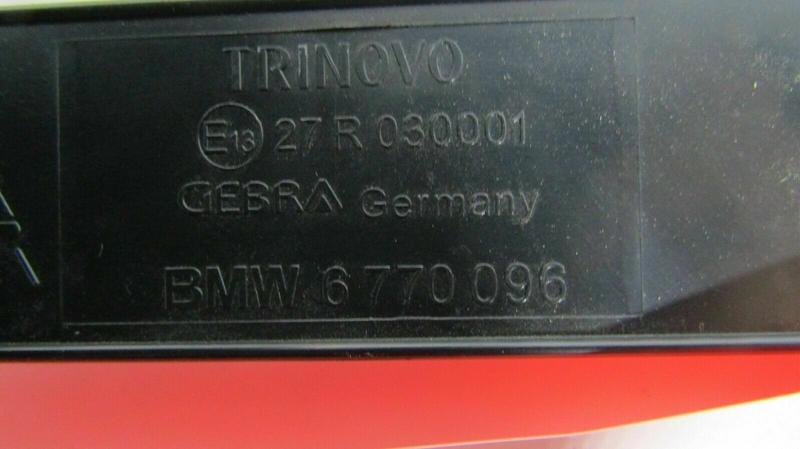 TRINOVO
E13 27 R 030001
GEBRA Germany
BMW 6 770 096